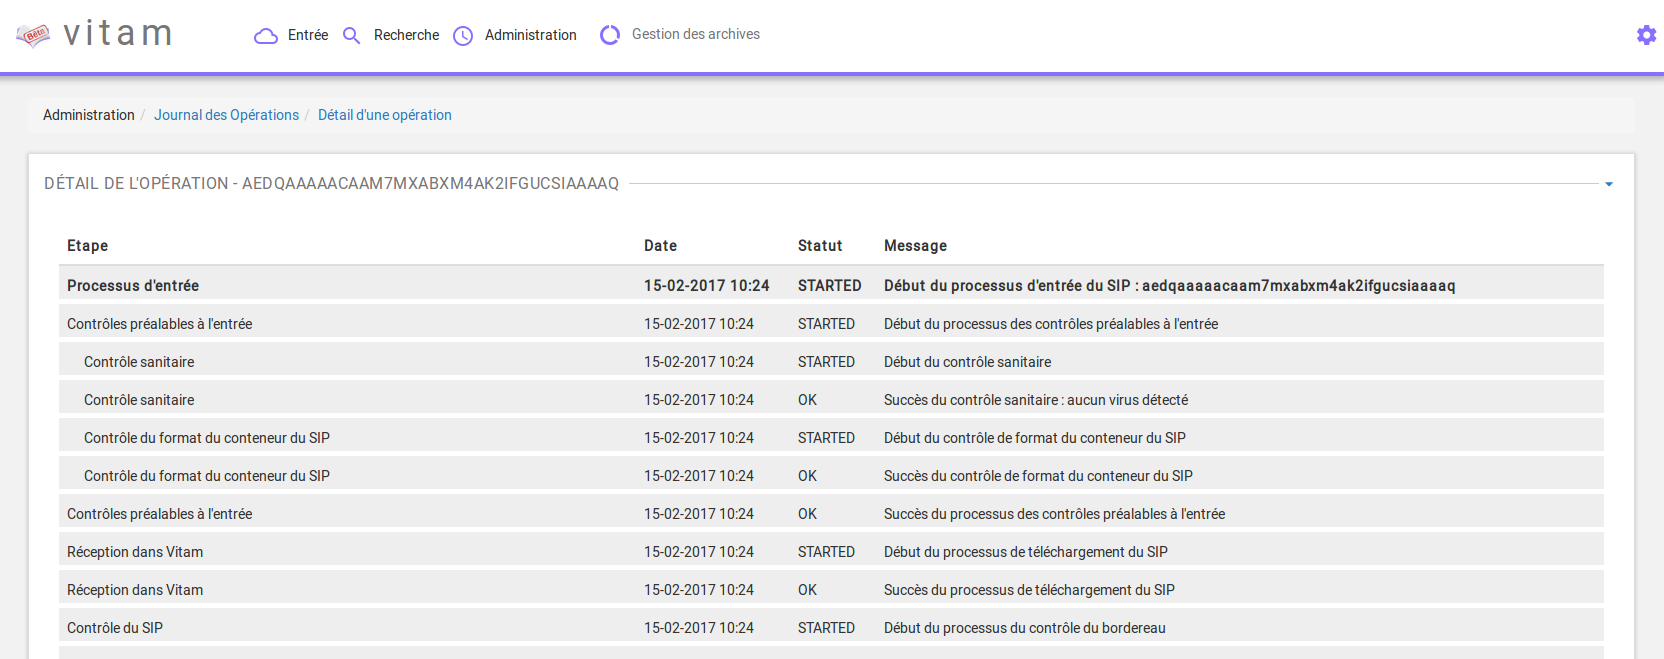 Bêta vitam Entrée Recherche Administration Gestion des archives
Administration / Journal des Opérations / Détail d'une opération
DÉTAIL DE L'OPÉRATION - AEDQAAAAACAAM7MXABXM4AK2IFGUCSIAAAAQ
Etape Date Statut Message
Processus d'entrée 15-02-2017 10:24 STARTED Début du processus d'entrée du SIP : aedqaaaaacaam7mxabxm4ak2ifgucsiaaaaq
Contrôles préalables à l'entrée 15-02-2017 10:24 STARTED Début du processus des contrôles préalables à l'entrée
Contrôle sanitaire 15-02-2017 10:24 STARTED Début du contrôle sanitaire
Contrôle sanitaire 15-02-2017 10:24 OK Succès du contrôle sanitaire : aucun virus détecté
Contrôle du format du conteneur du SIP 15-02-2017 10:24 STARTED Début du contrôle de format du conteneur du SIP
Contrôle du format du conteneur du SIP 15-02-2017 10:24 OK Succès du contrôle de format du conteneur du SIP
Contrôles préalables à l'entrée 15-02-2017 10:24 OK Succès du processus des contrôles préalables à l'entrée
Réception dans Vitam 15-02-2017 10:24 STARTED Début du processus de téléchargement du SIP
Réception dans Vitam 15-02-2017 10:24 OK Succès du processus de téléchargement du SIP
Contrôle du SIP 15-02-2017 10:24 STARTED Début du processus du contrôle du bordereau